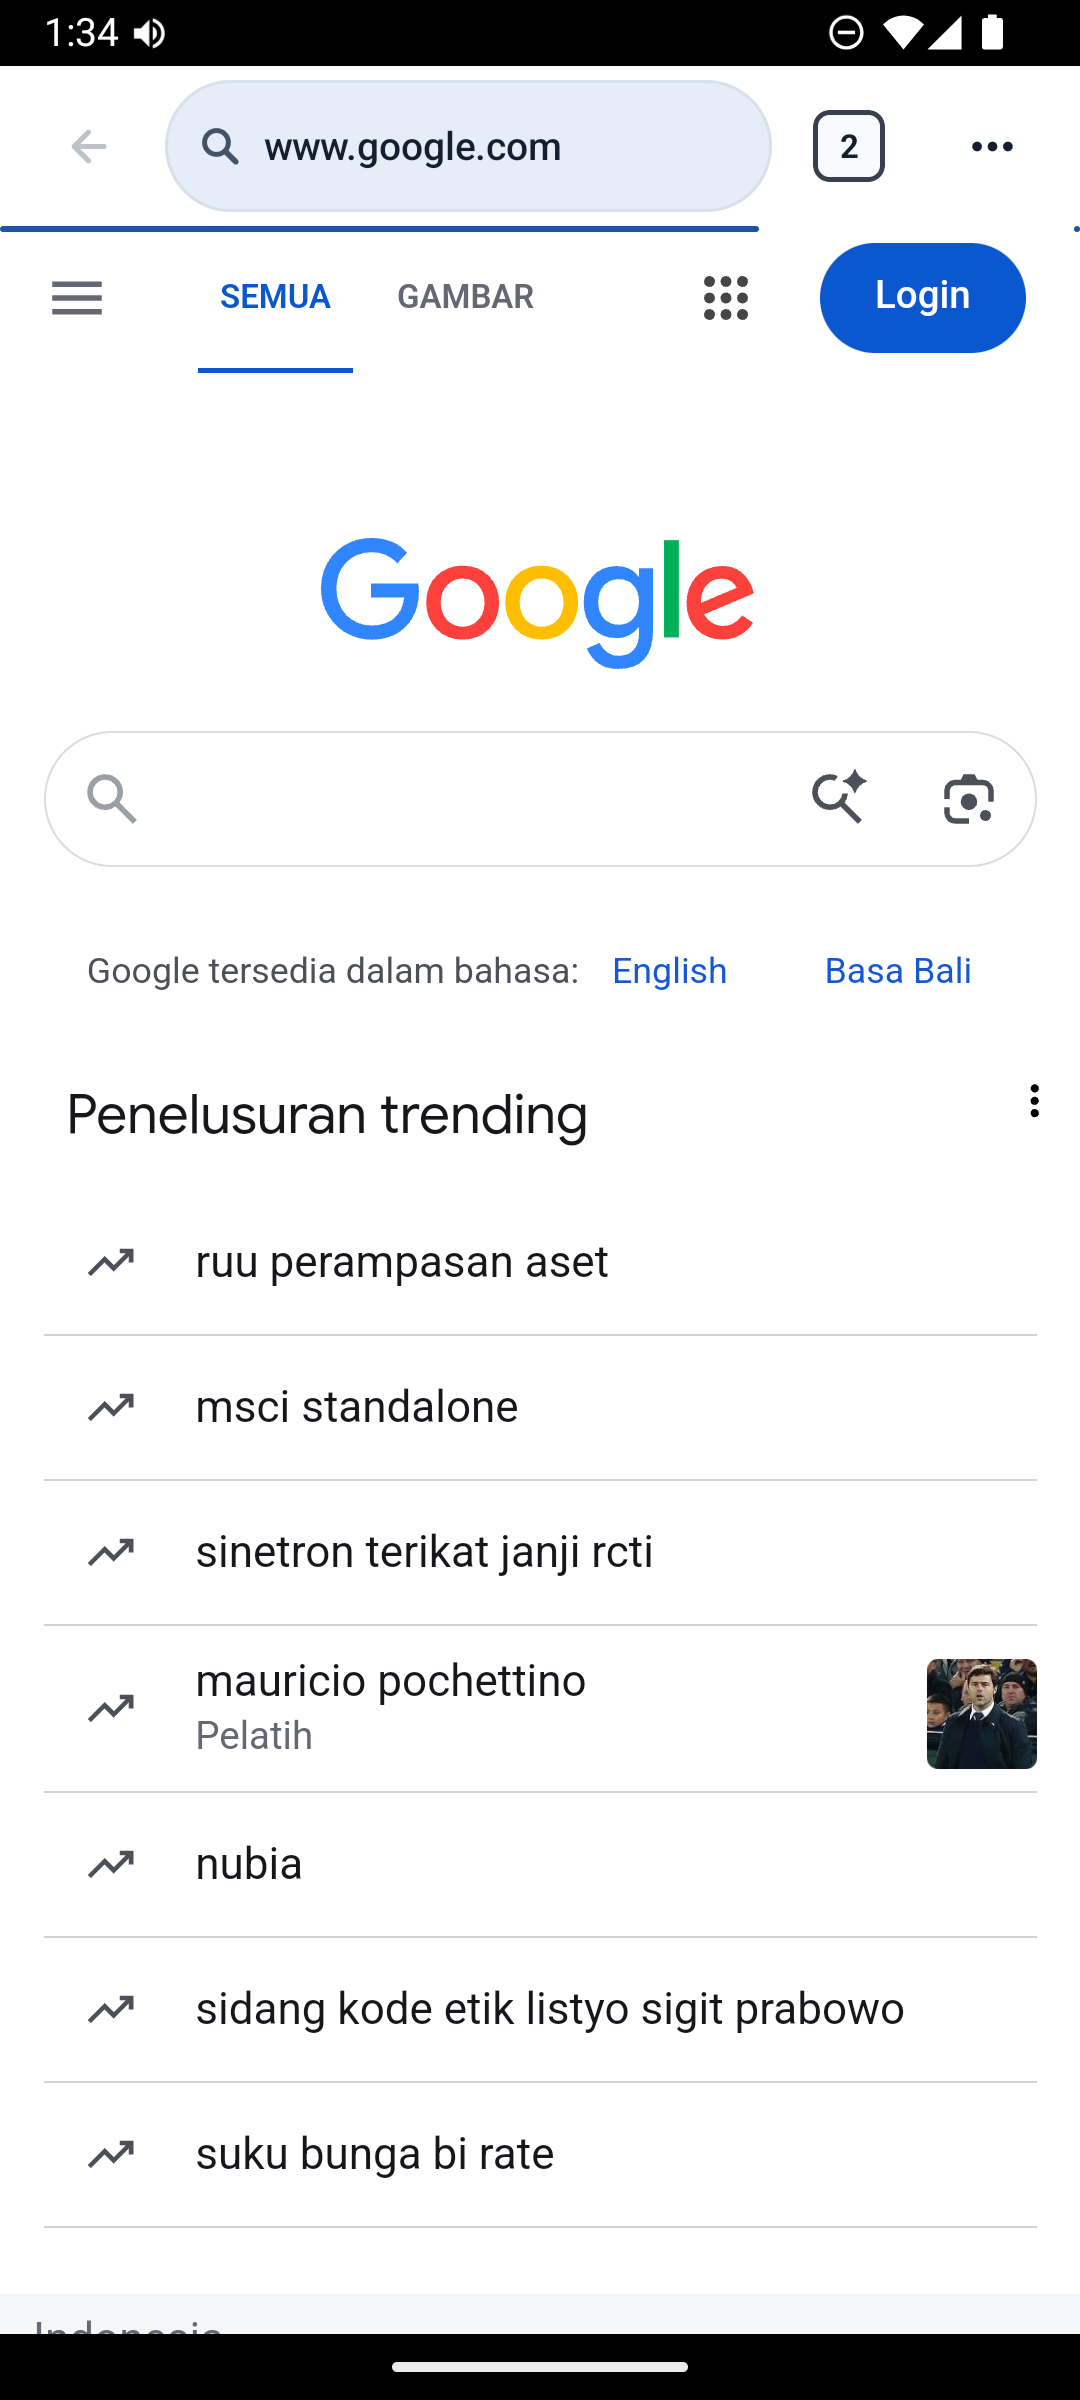 1:34
www.google.com
2
SEMUA
GAMBAR
Login
Google
Google tersedia dalam bahasa: English Basa Bali
Penelusuran trending
ruu perampasan aset
msci standalone
sinetron terikat janji rcti
mauricio pochettino
Pelatih
nubia
sidang kode etik listyo sigit prabowo
suku bunga bi rate
Indonesia